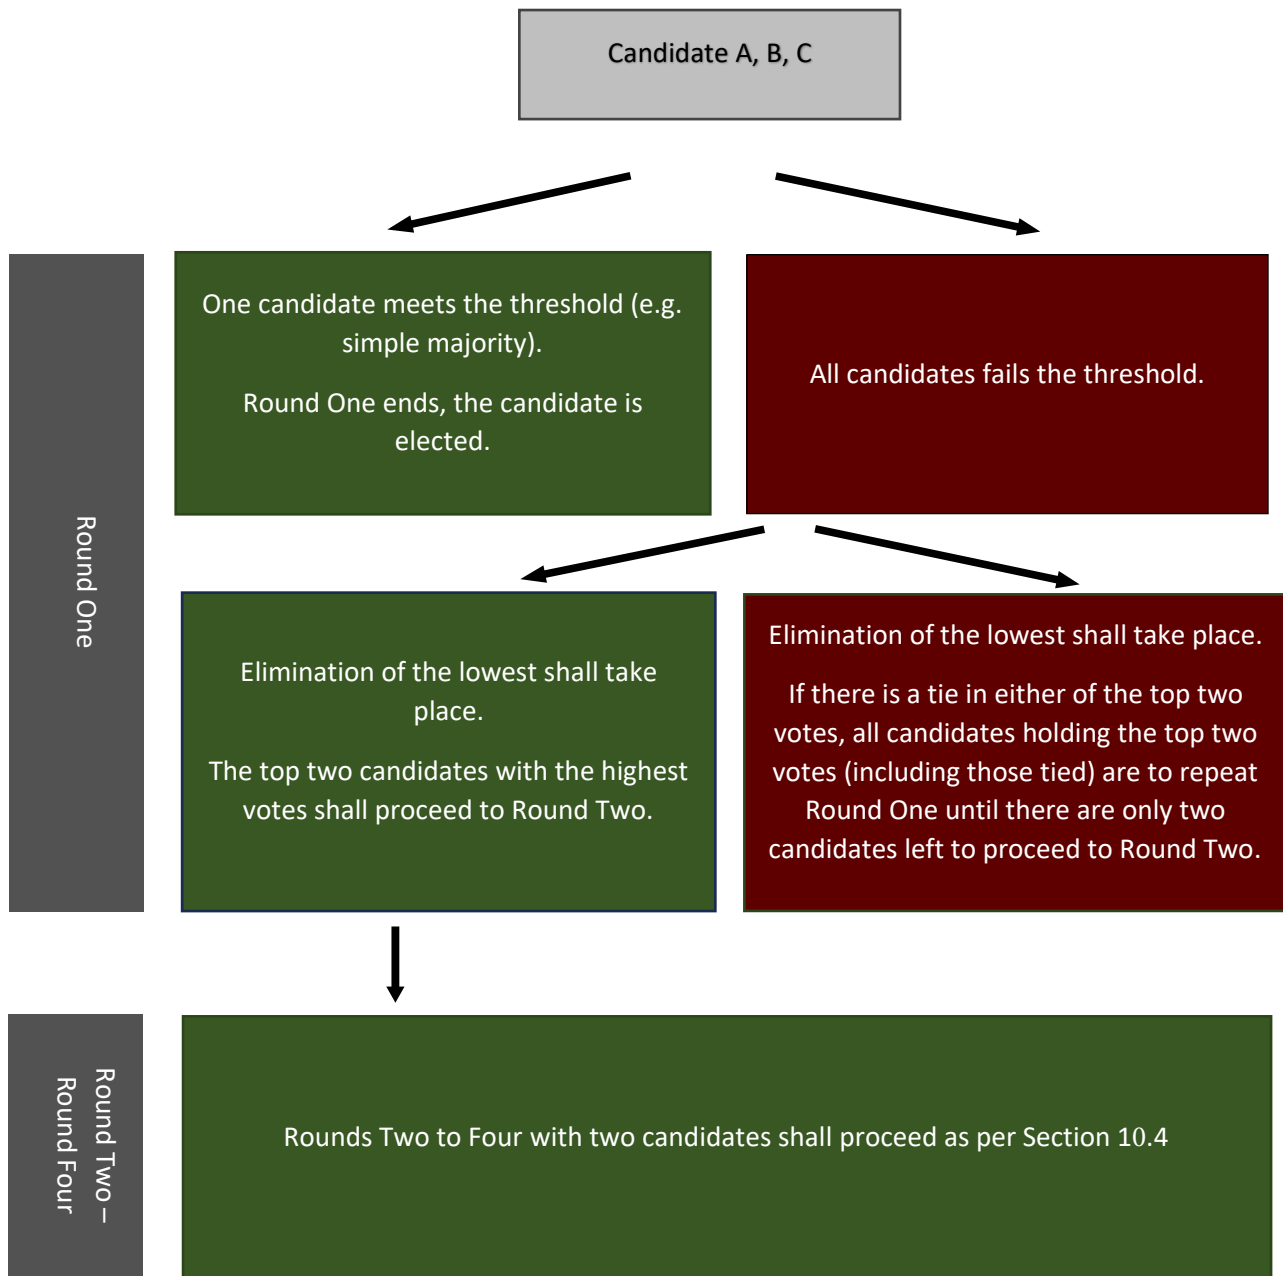 Candidate A, B, C
Round One
One candidate meets the threshold (e.g.
simple majority).
Round One ends, the candidate is
elected.
All candidates fails the threshold.
Elimination of the lowest shall take
place.
The top two candidates with the highest
votes shall proceed to Round Two.
Elimination of the lowest shall take place.
If there is a tie in either of the top two
votes, all candidates holding the top two
votes (including those tied) are to repeat
Round One until there are only two
candidates left to proceed to Round Two.
Round Two –
Round Four
Rounds Two to Four with two candidates shall proceed as per Section 10.4